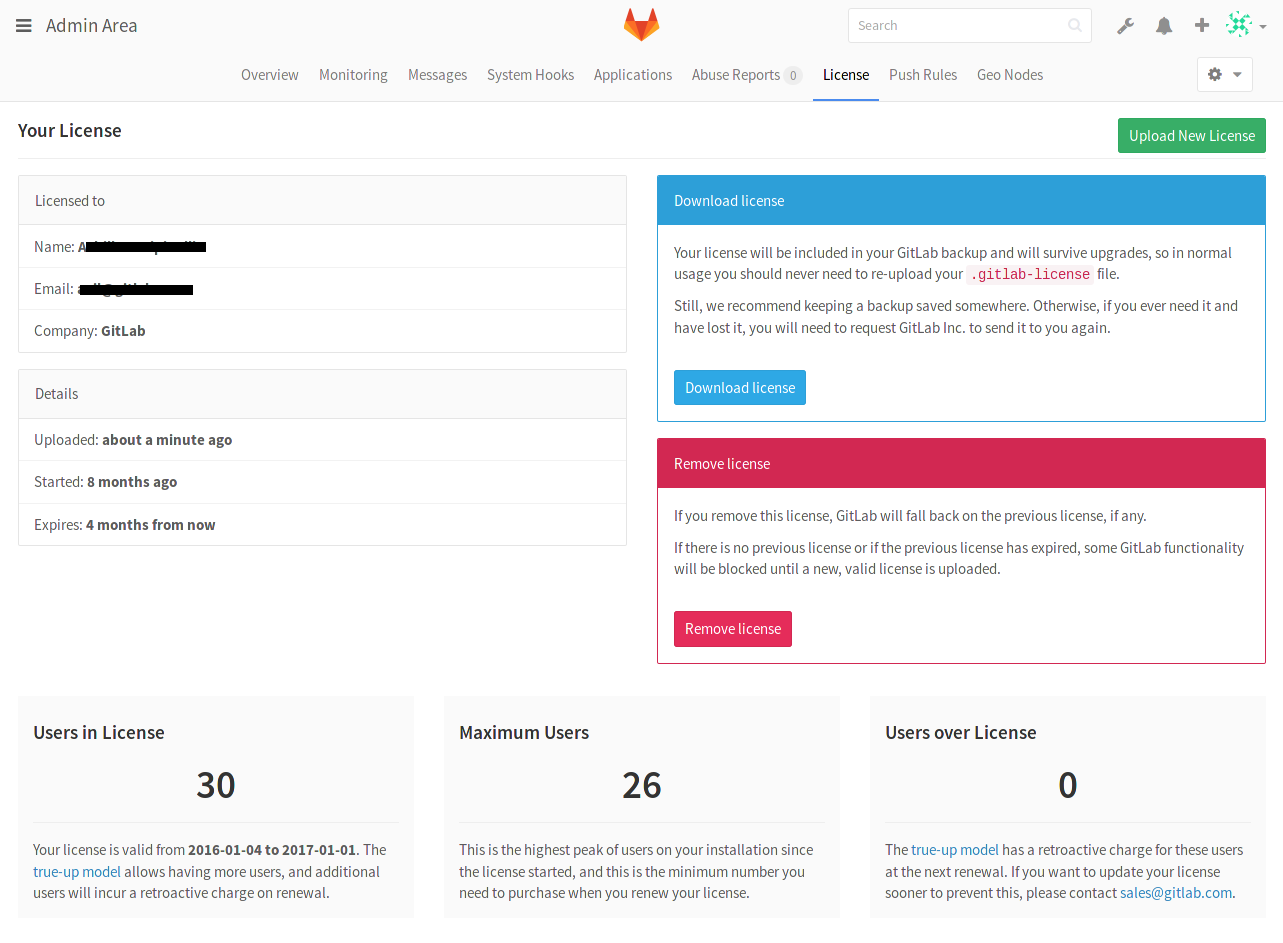 Admin Area
Search
Overview Monitoring Messages System Hooks Applications Abuse Reports 0 License Push Rules Geo Nodes
Your License
Upload New License
Licensed to
Name:
Email:
Company: GitLab
Details
Uploaded: about a minute ago
Started: 8 months ago
Expires: 4 months from now
Download license
Your license will be included in your GitLab backup and will survive upgrades, so in normal
usage you should never need to re-upload your .gitlab-license file.
Still, we recommend keeping a backup saved somewhere. Otherwise, if you ever need it and
have lost it, you will need to request GitLab Inc. to send it to you again.
Download license
Remove license
If you remove this license, GitLab will fall back on the previous license, if any.
If there is no previous license or if the previous license has expired, some GitLab functionality
will be blocked until a new, valid license is uploaded.
Remove license
Users in License
30
Your license is valid from 2016-01-04 to 2017-01-01. The
true-up model allows having more users, and additional
users will incur a retroactive charge on renewal.
Maximum Users
26
This is the highest peak of users on your installation since
the license started, and this is the minimum number you
need to purchase when you renew your license.
Users over License
0
The true-up model has a retroactive charge for these users
at the next renewal. If you want to update your license
sooner to prevent this, please contact sales@gitlab.com.